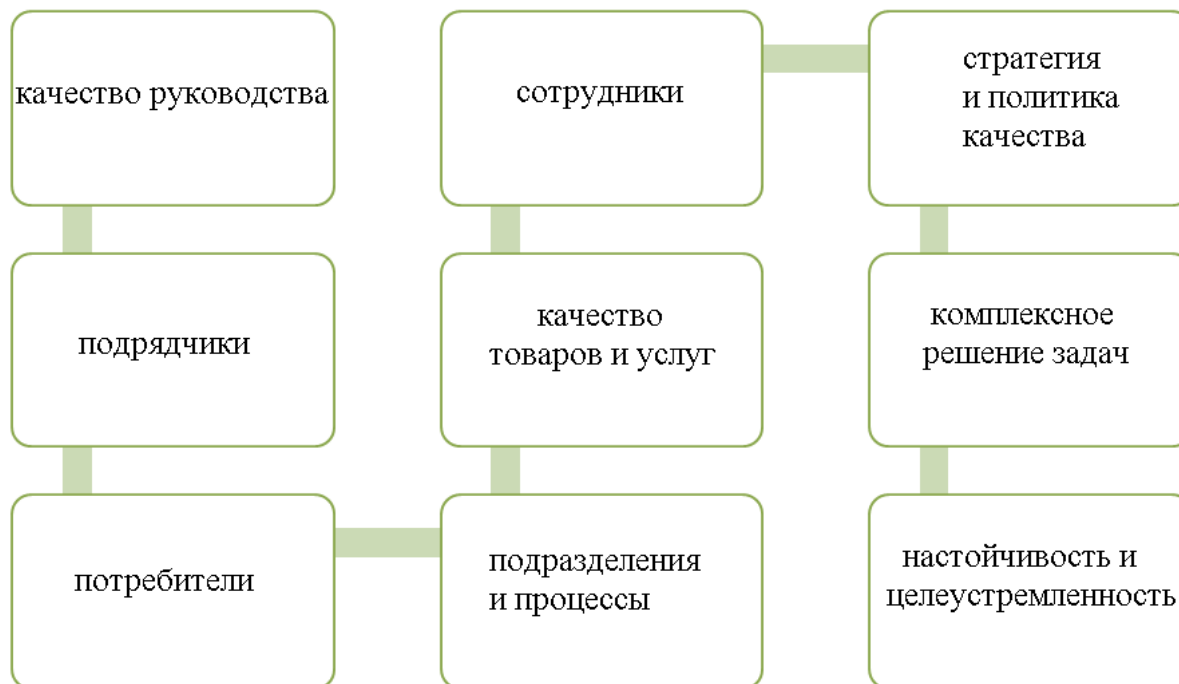 качество руководства
подрядчики
потребители
подразделения
и процессы
качество
товаров и услуг
сотрудники
стратегия
и политика
качества
комплексное
решение задач
настойчивость и
целеустремленность